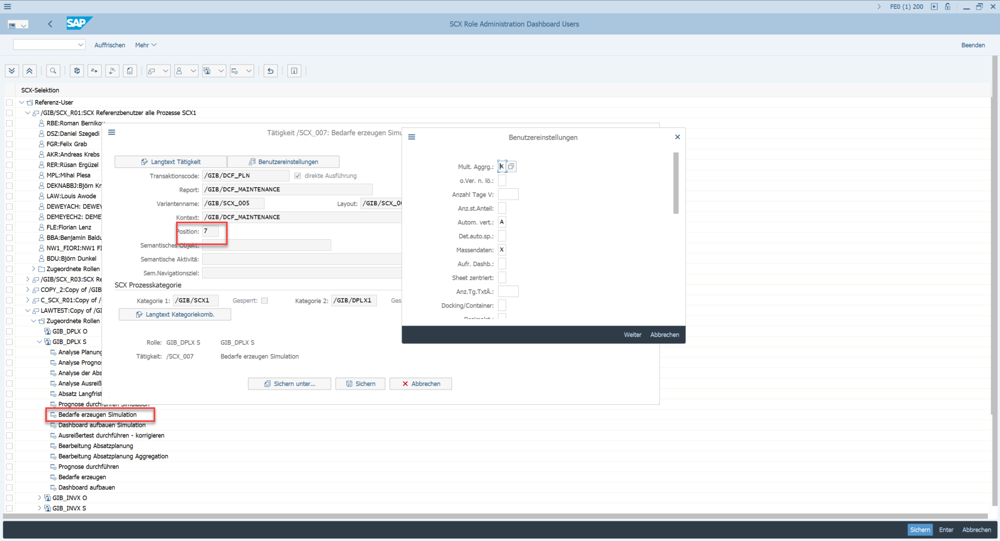 FE0 (1) 200
SAP
SCX Role Administration Dashboard Users
Auffrischen Mehr Beenden
SCX-Selektion
Referenz-User
/GIB/SCX_R01:SCX Referenzbenutzer alle Prozesse SCX1
RBE:Roman Bernikov
DSZ:Daniel Szegedi
FGR:Felix Grab
AKR:Andreas Krebs
RER:Rüsan Ergüzel
MPL:Mihai Plesa
DEKNABBJ:Björn Kr
LAW:Louis Awode
DEWEYACH: DEWEY
DEMEYECH2: DEME
FLE:Florian Lenz
BBA:Benjamin Baldu
NW1_FIORI:NW1 FI
BDU:Björn Dunkel
Zugeordnete Rollen
/GIB/SCX_R03:SCX Re
COPY_2:Copy of /GIB
C_SCX_R01:Copy of /
LAWTEST:Copy of /GI
Zugeordnete Rollen
GIB_DPLX O
GIB_DPLX S
Analyse Planung
Analyse Progno
Analyse der Abs
Analyse Ausreiß
Absatz Langfrist
Prognose durchführen Simulation
Bedarfe erzeugen Simulation
Dashboard aufbauen Simulation
Ausreißertest durchführen - korrigieren
Bearbeitung Absatzplanung
Bearbeitung Absatzplanung Aggregation
Prognose durchführen
Bedarfe erzeugen
Dashboard aufbauen
GIB_INVX O
GIB_INVX S
Tätigkeit /SCX_007: Bedarfe erzeugen Simu
Langtext Tätigkeit Benutzereinstellungen
Transaktionscode: /GIB/DCF_PLN direkte Ausführung
Report: /GIB/DCF_MAINTENANCE
Variantenname: /GIB/SCX_005 Layout: /GIB/SCX_00
Kontext: /GIB/DCF_MAINTENANCE
Position: 7
Semantisches Objekt:
Semantische Aktivitä:
Sem.Navigationsziel:
SCX Prozesskategorie
Kategorie 1: /GIB/SCX1 Gesperrt: Kategorie 2: /GIB/DPLX1 Ges
Langtext Kategoriekomb.
Rolle: GIB_DPLX S GIB_DPLX S
Tätigkeit: /SCX_007 Bedarfe erzeugen Simulation
Sichern unter... Sichern Abbrechen
Benutzereinstellungen
Mult. Aggrg.: X
o.Ver. n. lö.:
Anzahl Tage V:
Anz.st.Anteil:
Autom. vert.: A
Det.auto.sp.:
Massendaten: X
Aufr. Dashb.:
Sheet zentriert:
Anz.Tg.TxtÄ.:
Docking/Container:
Weiter Abbrechen
Sichern Enter Abbrechen